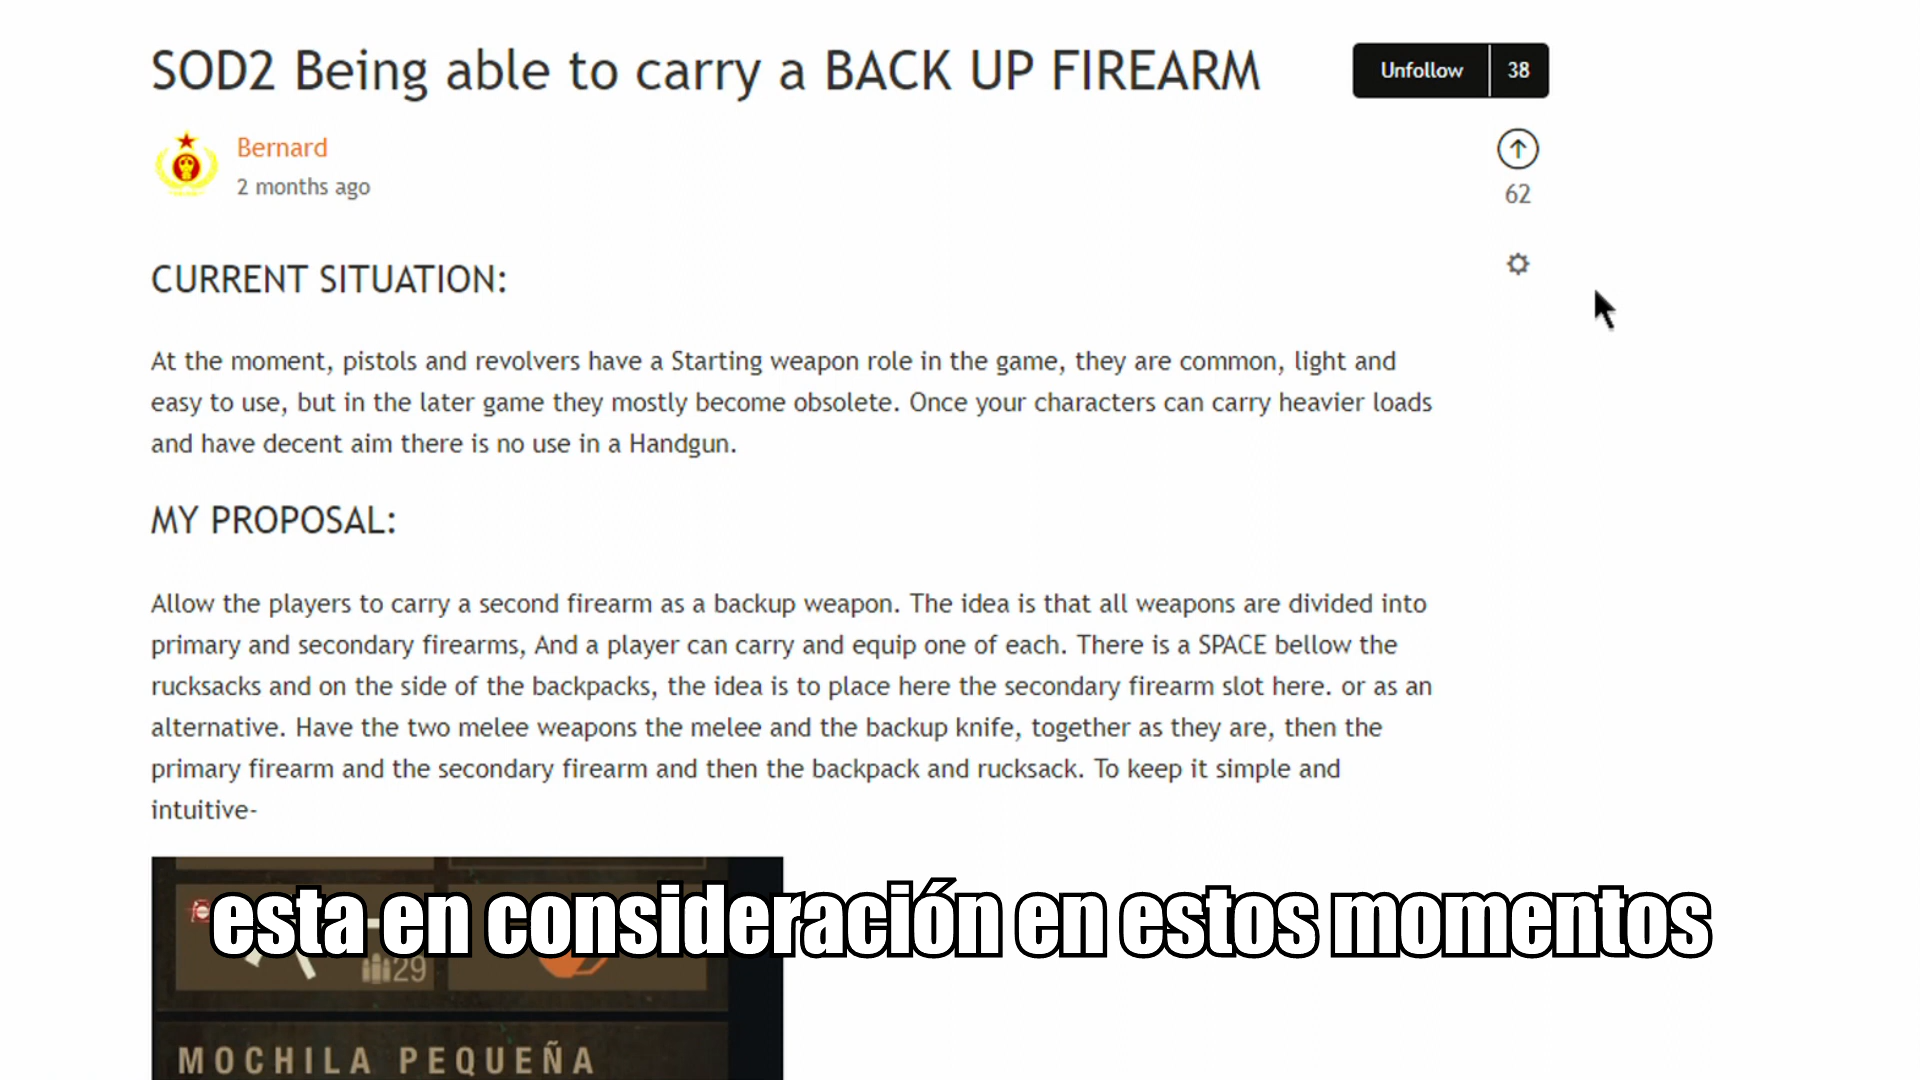 SOD2 Being able to carry a BACK UP FIREARM
Unfollow 38
Bernard
2 months ago
62
CURRENT SITUATION:
At the moment, pistols and revolvers have a Starting weapon role in the game, they are common, light and
easy to use, but in the later game they mostly become obsolete. Once your characters can carry heavier loads
and have decent aim there is no use in a Handgun.
MY PROPOSAL:
Allow the players to carry a second firearm as a backup weapon. The idea is that all weapons are divided into
primary and secondary firearms, And a player can carry and equip one of each. There is a SPACE bellow the
rucksacks and on the side of the backpacks, the idea is to place here the secondary firearm slot here. or as an
alternative. Have the two melee weapons the melee and the backup knife, together as they are, then the
primary firearm and the secondary firearm and then the backpack and rucksack. To keep it simple and
intuitive-
esta en consideración en estos momentos
29
MOCHILA PEQUEÑA